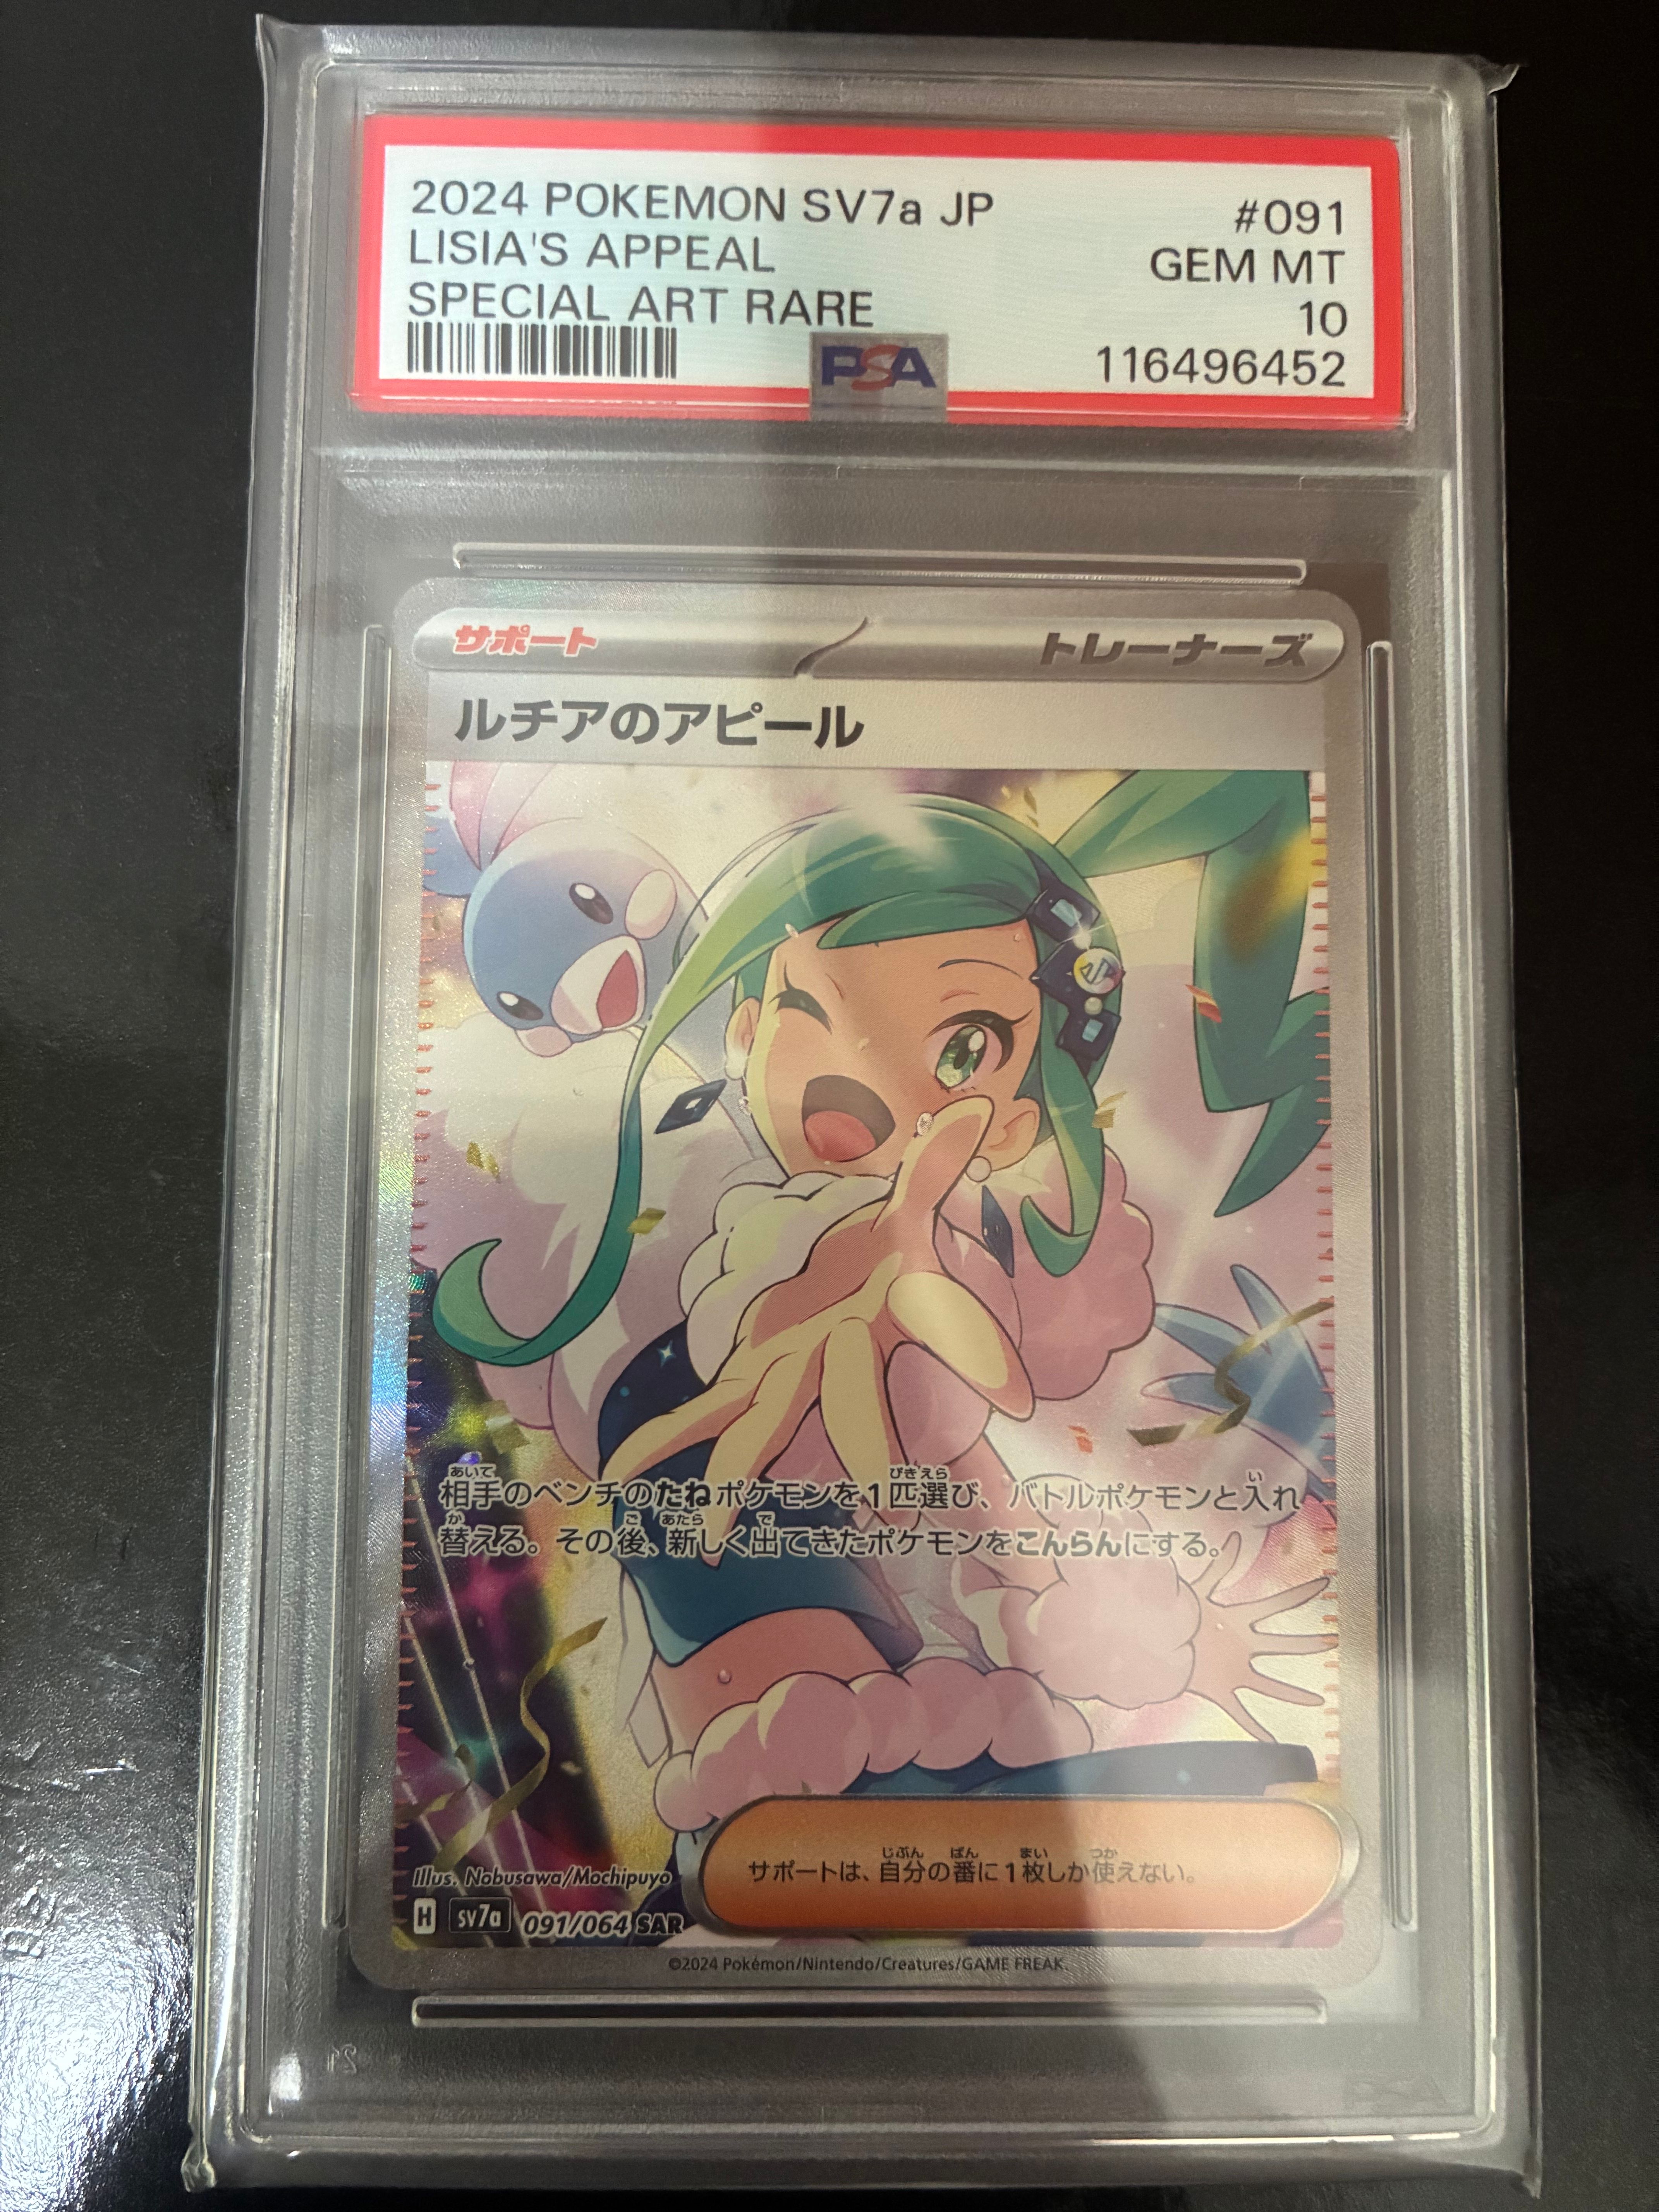 2024 POKEMON SV7a JP #091
LISIA'S APPEAL GEM MT
SPECIAL ART RARE 10
PSA 116496452
サポート トレーナーズ
ルチアのアピール
相手のベンチのたねポケモンを1匹選び、バトルポケモンと入れ
替える。その後、新しく出てきたポケモンをこんらんにする。
サポートは、自分の番に1枚しか使えない。
Illus. Nobusawa/Mochipuyo
H sv7a 091/064 SAR
©2024 Pokémon/Nintendo/Creatures/GAME FREAK.